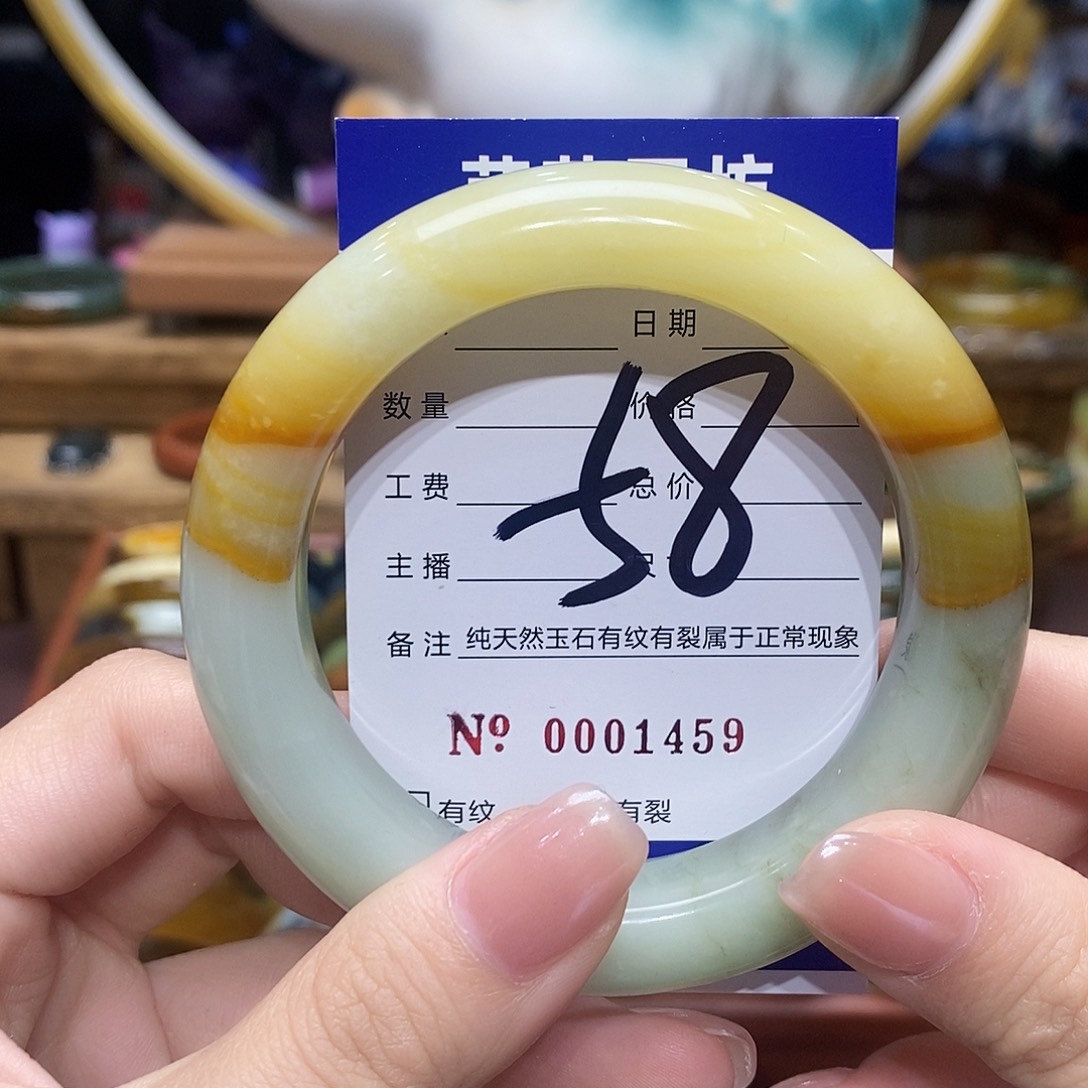 日期
数量 价格
58
工费 总价
主播
备注 纯天然玉石有纹有裂属于正常现象
Nº 0001459
有纹 有裂